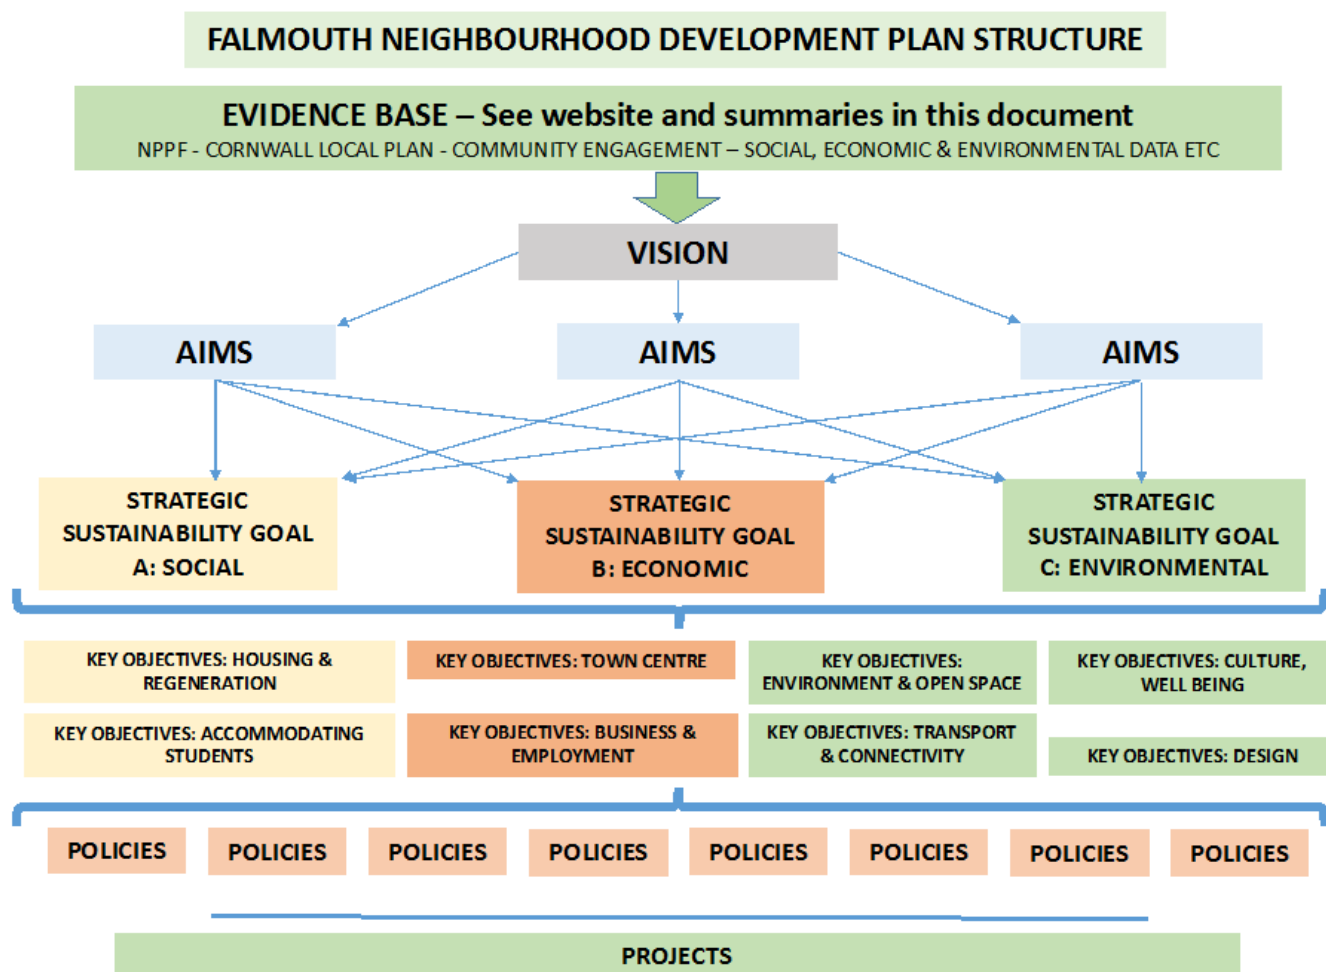 FALMOUTH NEIGHBOURHOOD DEVELOPMENT PLAN STRUCTURE
EVIDENCE BASE – See website and summaries in this document
NPPF - CORNWALL LOCAL PLAN - COMMUNITY ENGAGEMENT – SOCIAL, ECONOMIC & ENVIRONMENTAL DATA ETC
VISION
AIMS
AIMS
AIMS
STRATEGIC
SUSTAINABILITY GOAL
A: SOCIAL
STRATEGIC
SUSTAINABILITY GOAL
B: ECONOMIC
STRATEGIC
SUSTAINABILITY GOAL
C: ENVIRONMENTAL
KEY OBJECTIVES: HOUSING &
REGENERATION
KEY OBJECTIVES: TOWN CENTRE
KEY OBJECTIVES:
ENVIRONMENT & OPEN SPACE
KEY OBJECTIVES: CULTURE,
WELL BEING
KEY OBJECTIVES: ACCOMMODATING
STUDENTS
KEY OBJECTIVES: BUSINESS &
EMPLOYMENT
KEY OBJECTIVES: TRANSPORT
& CONNECTIVITY
KEY OBJECTIVES: DESIGN
POLICIES
POLICIES
POLICIES
POLICIES
POLICIES
POLICIES
POLICIES
POLICIES
PROJECTS